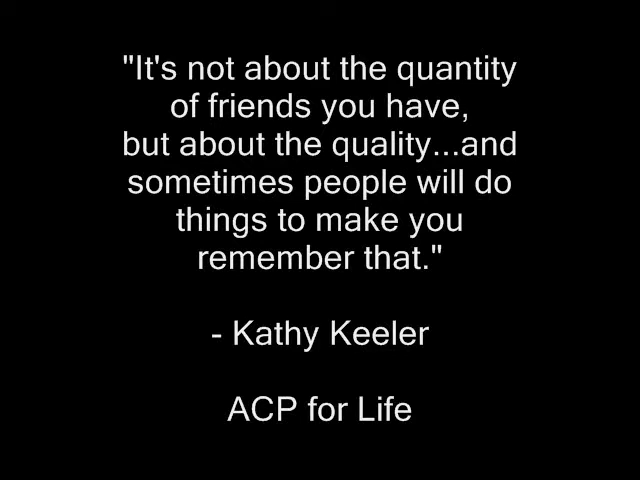 "It's not about the quantity
of friends you have,
but about the quality...and
sometimes people will do
things to make you
remember that."
- Kathy Keeler
ACP for Life